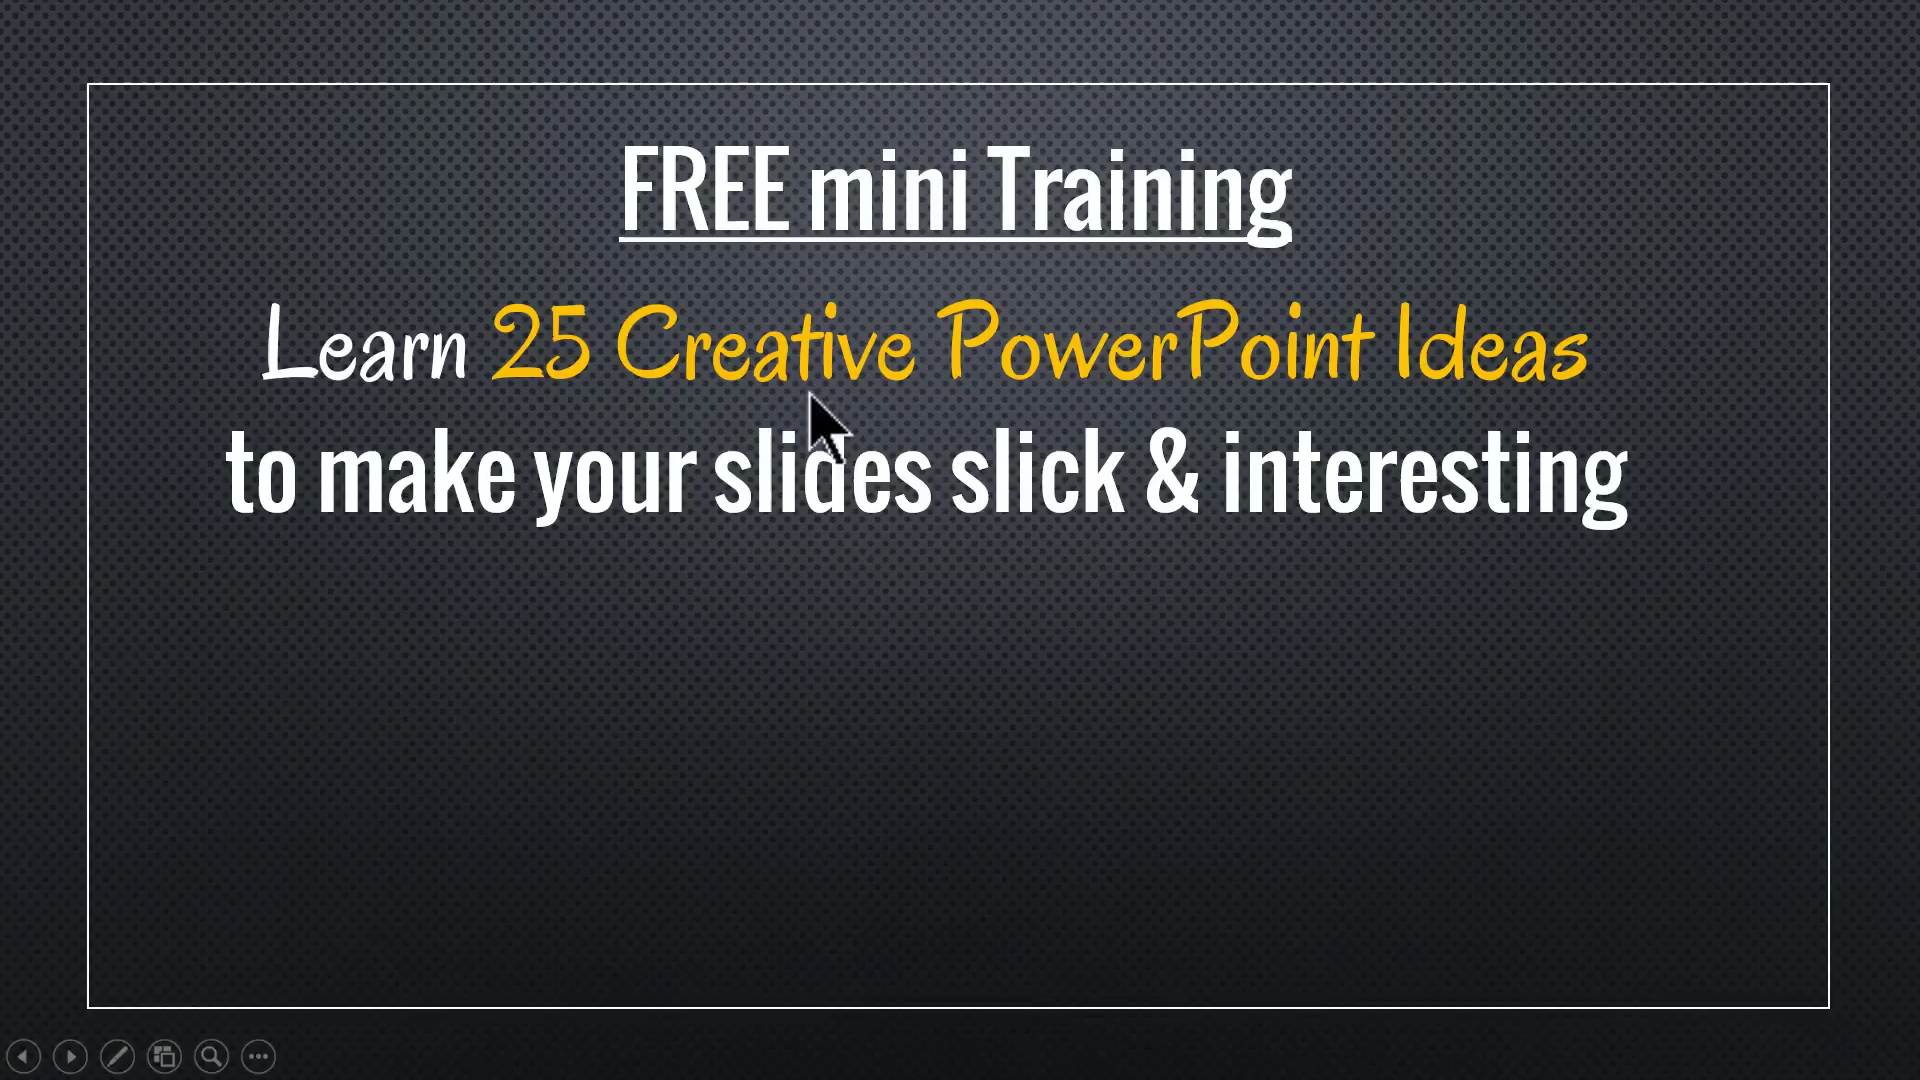 FREE mini Training
Learn 25 Creative PowerPoint Ideas
to make your slides slick & interesting